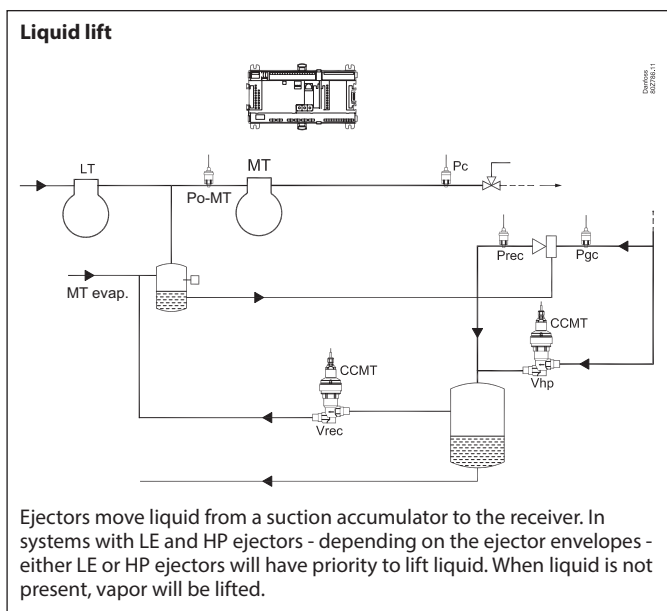 Liquid lift
Danfoss
80Z786.11
LT
Po-MT
MT
Pc
Prec
Pgc
MT evap.
CCMT
Vhp
CCMT
Vrec
Ejectors move liquid from a suction accumulator to the receiver. In
systems with LE and HP ejectors - depending on the ejector envelopes -
either LE or HP ejectors will have priority to lift liquid. When liquid is not
present, vapor will be lifted.